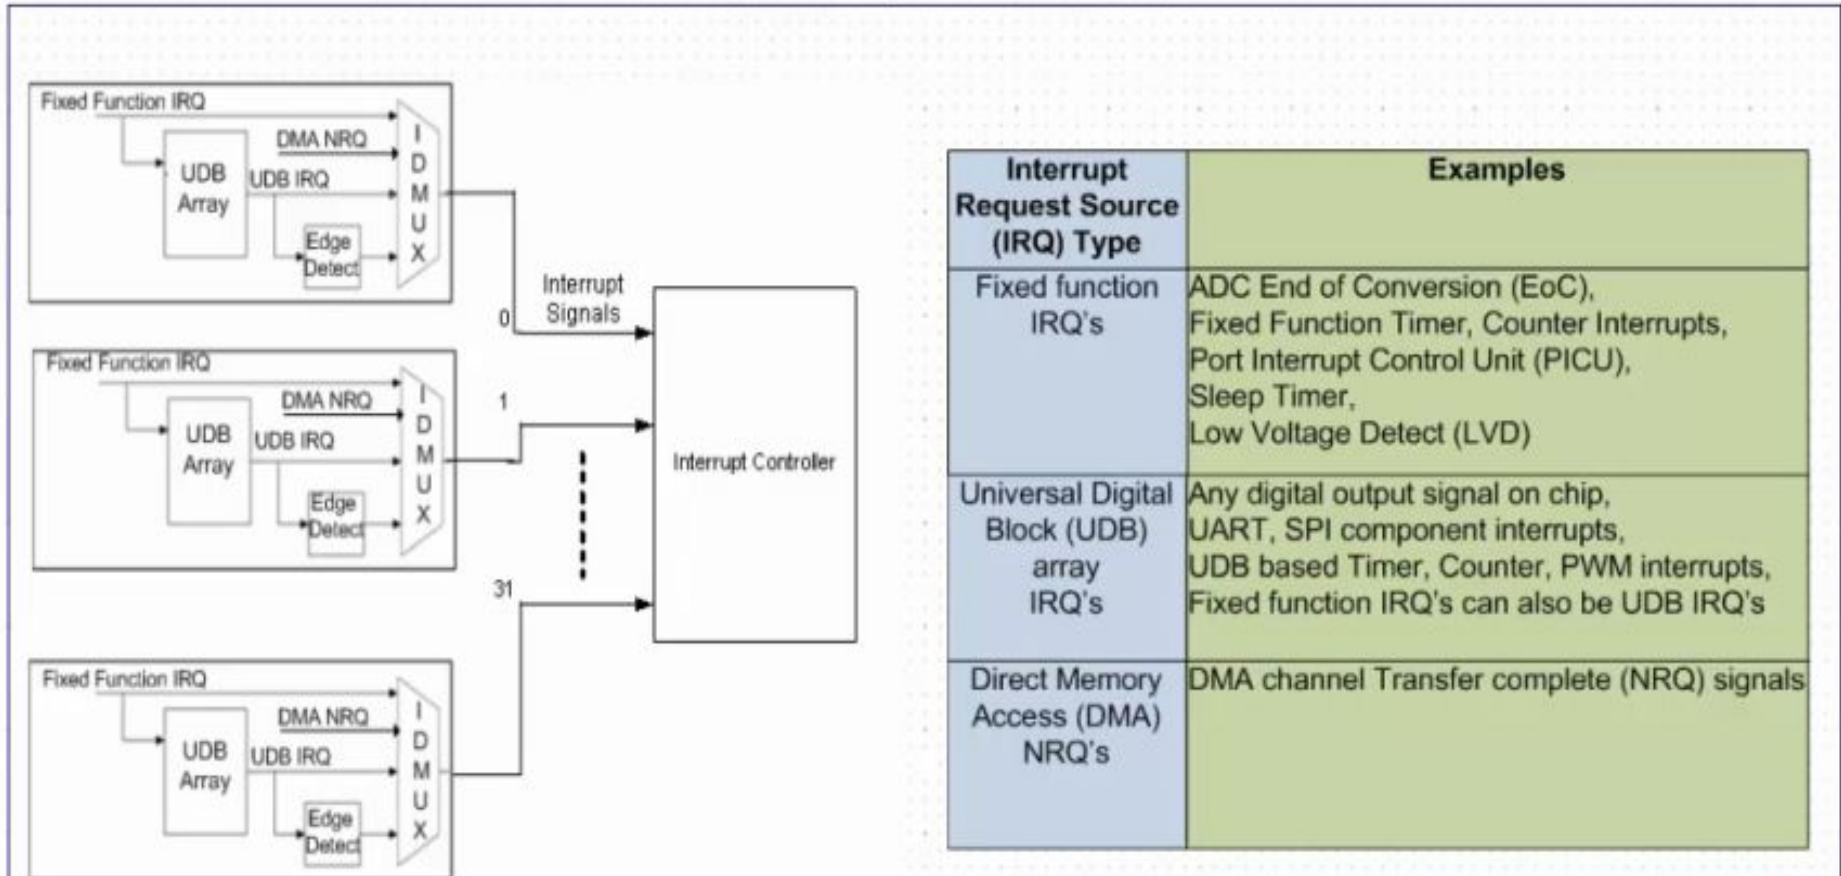 Fixed Function IRQ
DMA NRQ
UDB
Array
UDB IRQ
Edge
Detect
I
D
M
U
X
Fixed Function IRQ
DMA NRQ
UDB
Array
UDB IRQ
Edge
Detect
I
D
M
U
X
Fixed Function IRQ
DMA NRQ
UDB
Array
UDB IRQ
Edge
Detect
I
D
M
U
X
Interrupt
Signals
0
1
31
Interrupt Controller
Interrupt
Request Source
(IRQ) Type
Examples
Fixed function
IRQ's
ADC End of Conversion (EoC),
Fixed Function Timer, Counter Interrupts,
Port Interrupt Control Unit (PICU),
Sleep Timer,
Low Voltage Detect (LVD)
Universal Digital
Block (UDB)
array
IRQ's
Any digital output signal on chip,
UART, SPI component interrupts,
UDB based Timer, Counter, PWM interrupts,
Fixed function IRQ's can also be UDB IRQ's
Direct Memory
Access (DMA)
NRQ's
DMA channel Transfer complete (NRQ) signals